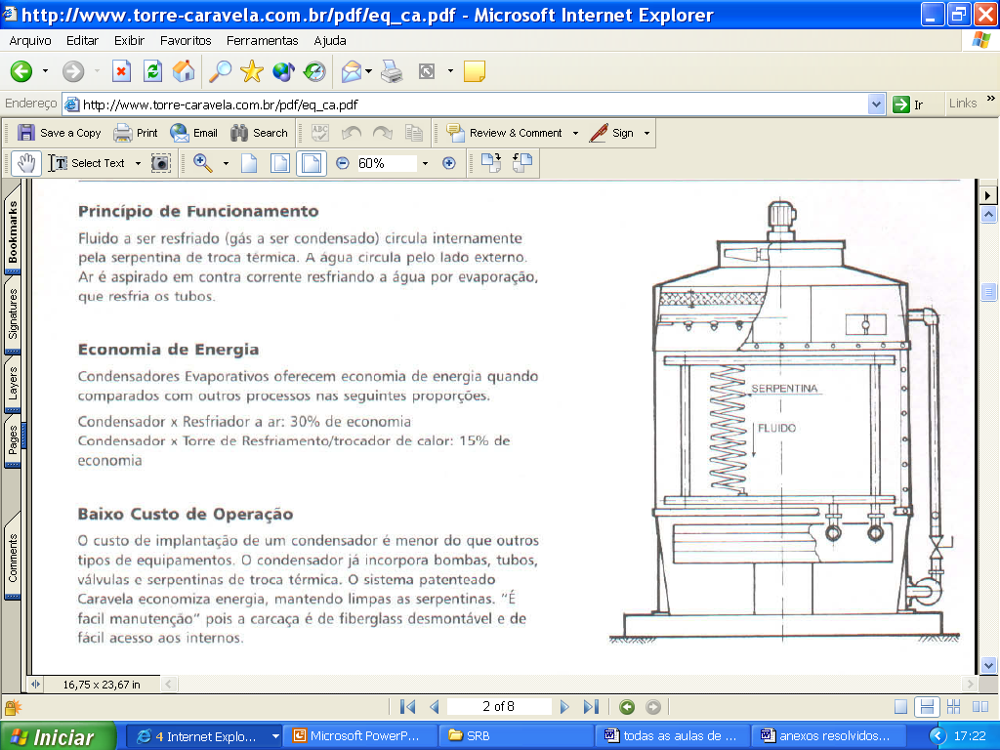 http://www.torre-caravela.com.br/pdf/eq_ca.pdf - Microsoft Internet Explorer
Arquivo Editar Exibir Favoritos Ferramentas Ajuda
Endereço http://www.torre-caravela.com.br/pdf/eq_ca.pdf Ir Links »
Save a Copy Print Email Search ABC Review & Comment Sign
Select Text 60%
Bookmarks
Signatures
Layers
Pages
Comments
Princípio de Funcionamento
Fluido a ser resfriado (gás a ser condensado) circula internamente
pela serpentina de troca térmica. A água circula pelo lado externo.
Ar é aspirado em contra corrente resfriando a água por evaporação,
que resfria os tubos.
Economia de Energia
Condensadores Evaporativos oferecem economia de energia quando
comparados com outros processos nas seguintes proporções.
Condensador x Resfriador a ar: 30% de economia
Condensador x Torre de Resfriamento/trocador de calor: 15% de
economia
Baixo Custo de Operação
O custo de implantação de um condensador é menor do que outros
tipos de equipamentos. O condensador já incorpora bombas, tubos,
válvulas e serpentinas de troca térmica. O sistema patenteado
Caravela economiza energia, mantendo limpas as serpentinas. "É
facil manutenção" pois a carcaça é de fiberglass desmontável e de
fácil acesso aos internos.
SERPENTINA
FLUIDO
16,75 x 23,67 in
2 of 8
Iniciar 4 Internet Explo... Microsoft PowerP... SRB todas as aulas de ... anexos resolvidos... 17:22